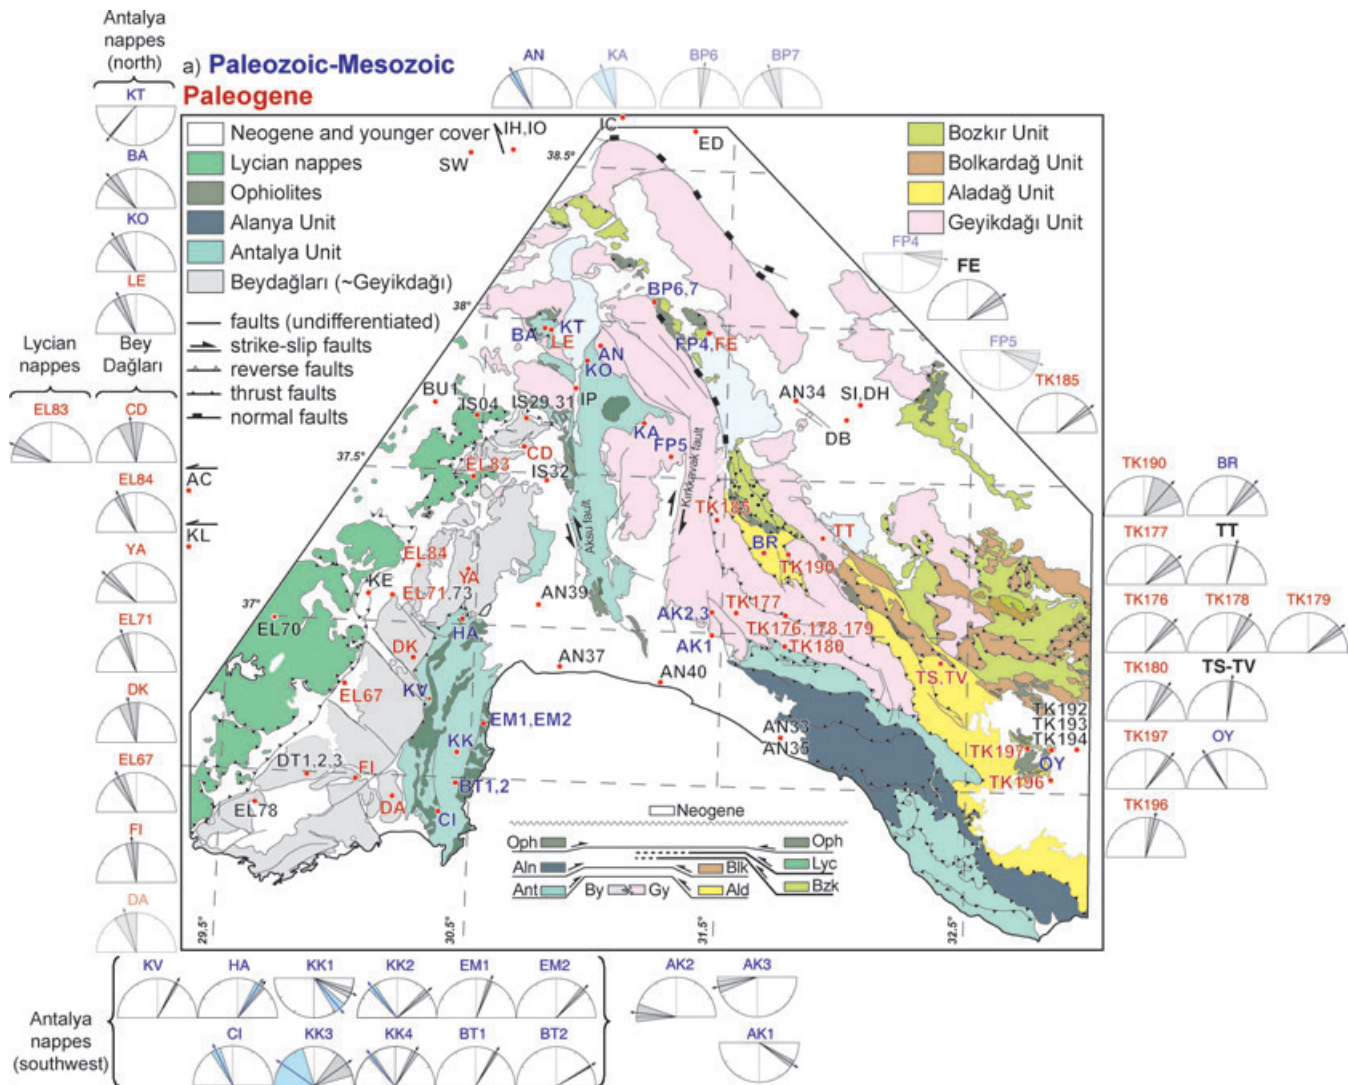 Antalya
nappes
(north)
a) Paleozoic-Mesozoic
Paleogene
AN
KA
BP6
BP7
KT
BA
KO
LE
Neogene and younger cover
Lycian nappes
Ophiolites
Alanya Unit
Antalya Unit
Beydağları (~Geyikdağı)
faults (undifferentiated)
strike-slip faults
reverse faults
thrust faults
normal faults
Bozkır Unit
Bolkardağ Unit
Aladağ Unit
Geyikdağı Unit
IC
IH,IO
SW
ED
38.5°
38°
37.5°
37°
FP4
FE
FP5
TK185
Lycian
nappes
Bey
Dağları
EL83
CD
EL84
YA
EL71
DK
EL67
FI
DA
AC
KL
BP6,7
BA
KT
LE
AN
KO
FP4,FE
BU1
IS04
IS29,31
IP
AN34
SI,DH
DB
KA
FP5
CD
EL83
IS32
Aksu fault
Kırkkavak fault
TK185
TT
BR
TK190
EL84
YA
KE
EL71,73
AN39
EL70
HA
AK2,3
TK177
TK176,178,179
AK1
TK180
DK
AN37
AN40
EL67
KV
TS,TV
EM1,EM2
KK
AN33
AN35
TK192
TK193
TK194
TK197
OY
TK196
DT1,2,3
FI
BT1,2
DA
CI
EL78
Neogene
Oph
Oph
Aln
Blk
Lyc
Ant
By
Gy
Ald
Bzk
29.5°
30.5°
31.5°
32.5°
TK190
BR
TK177
TT
TK176
TK178
TK179
TK180
TS-TV
TK197
OY
TK196
Antalya
nappes
(southwest)
KV
HA
KK1
KK2
EM1
EM2
CI
KK3
KK4
BT1
BT2
AK2
AK3
AK1